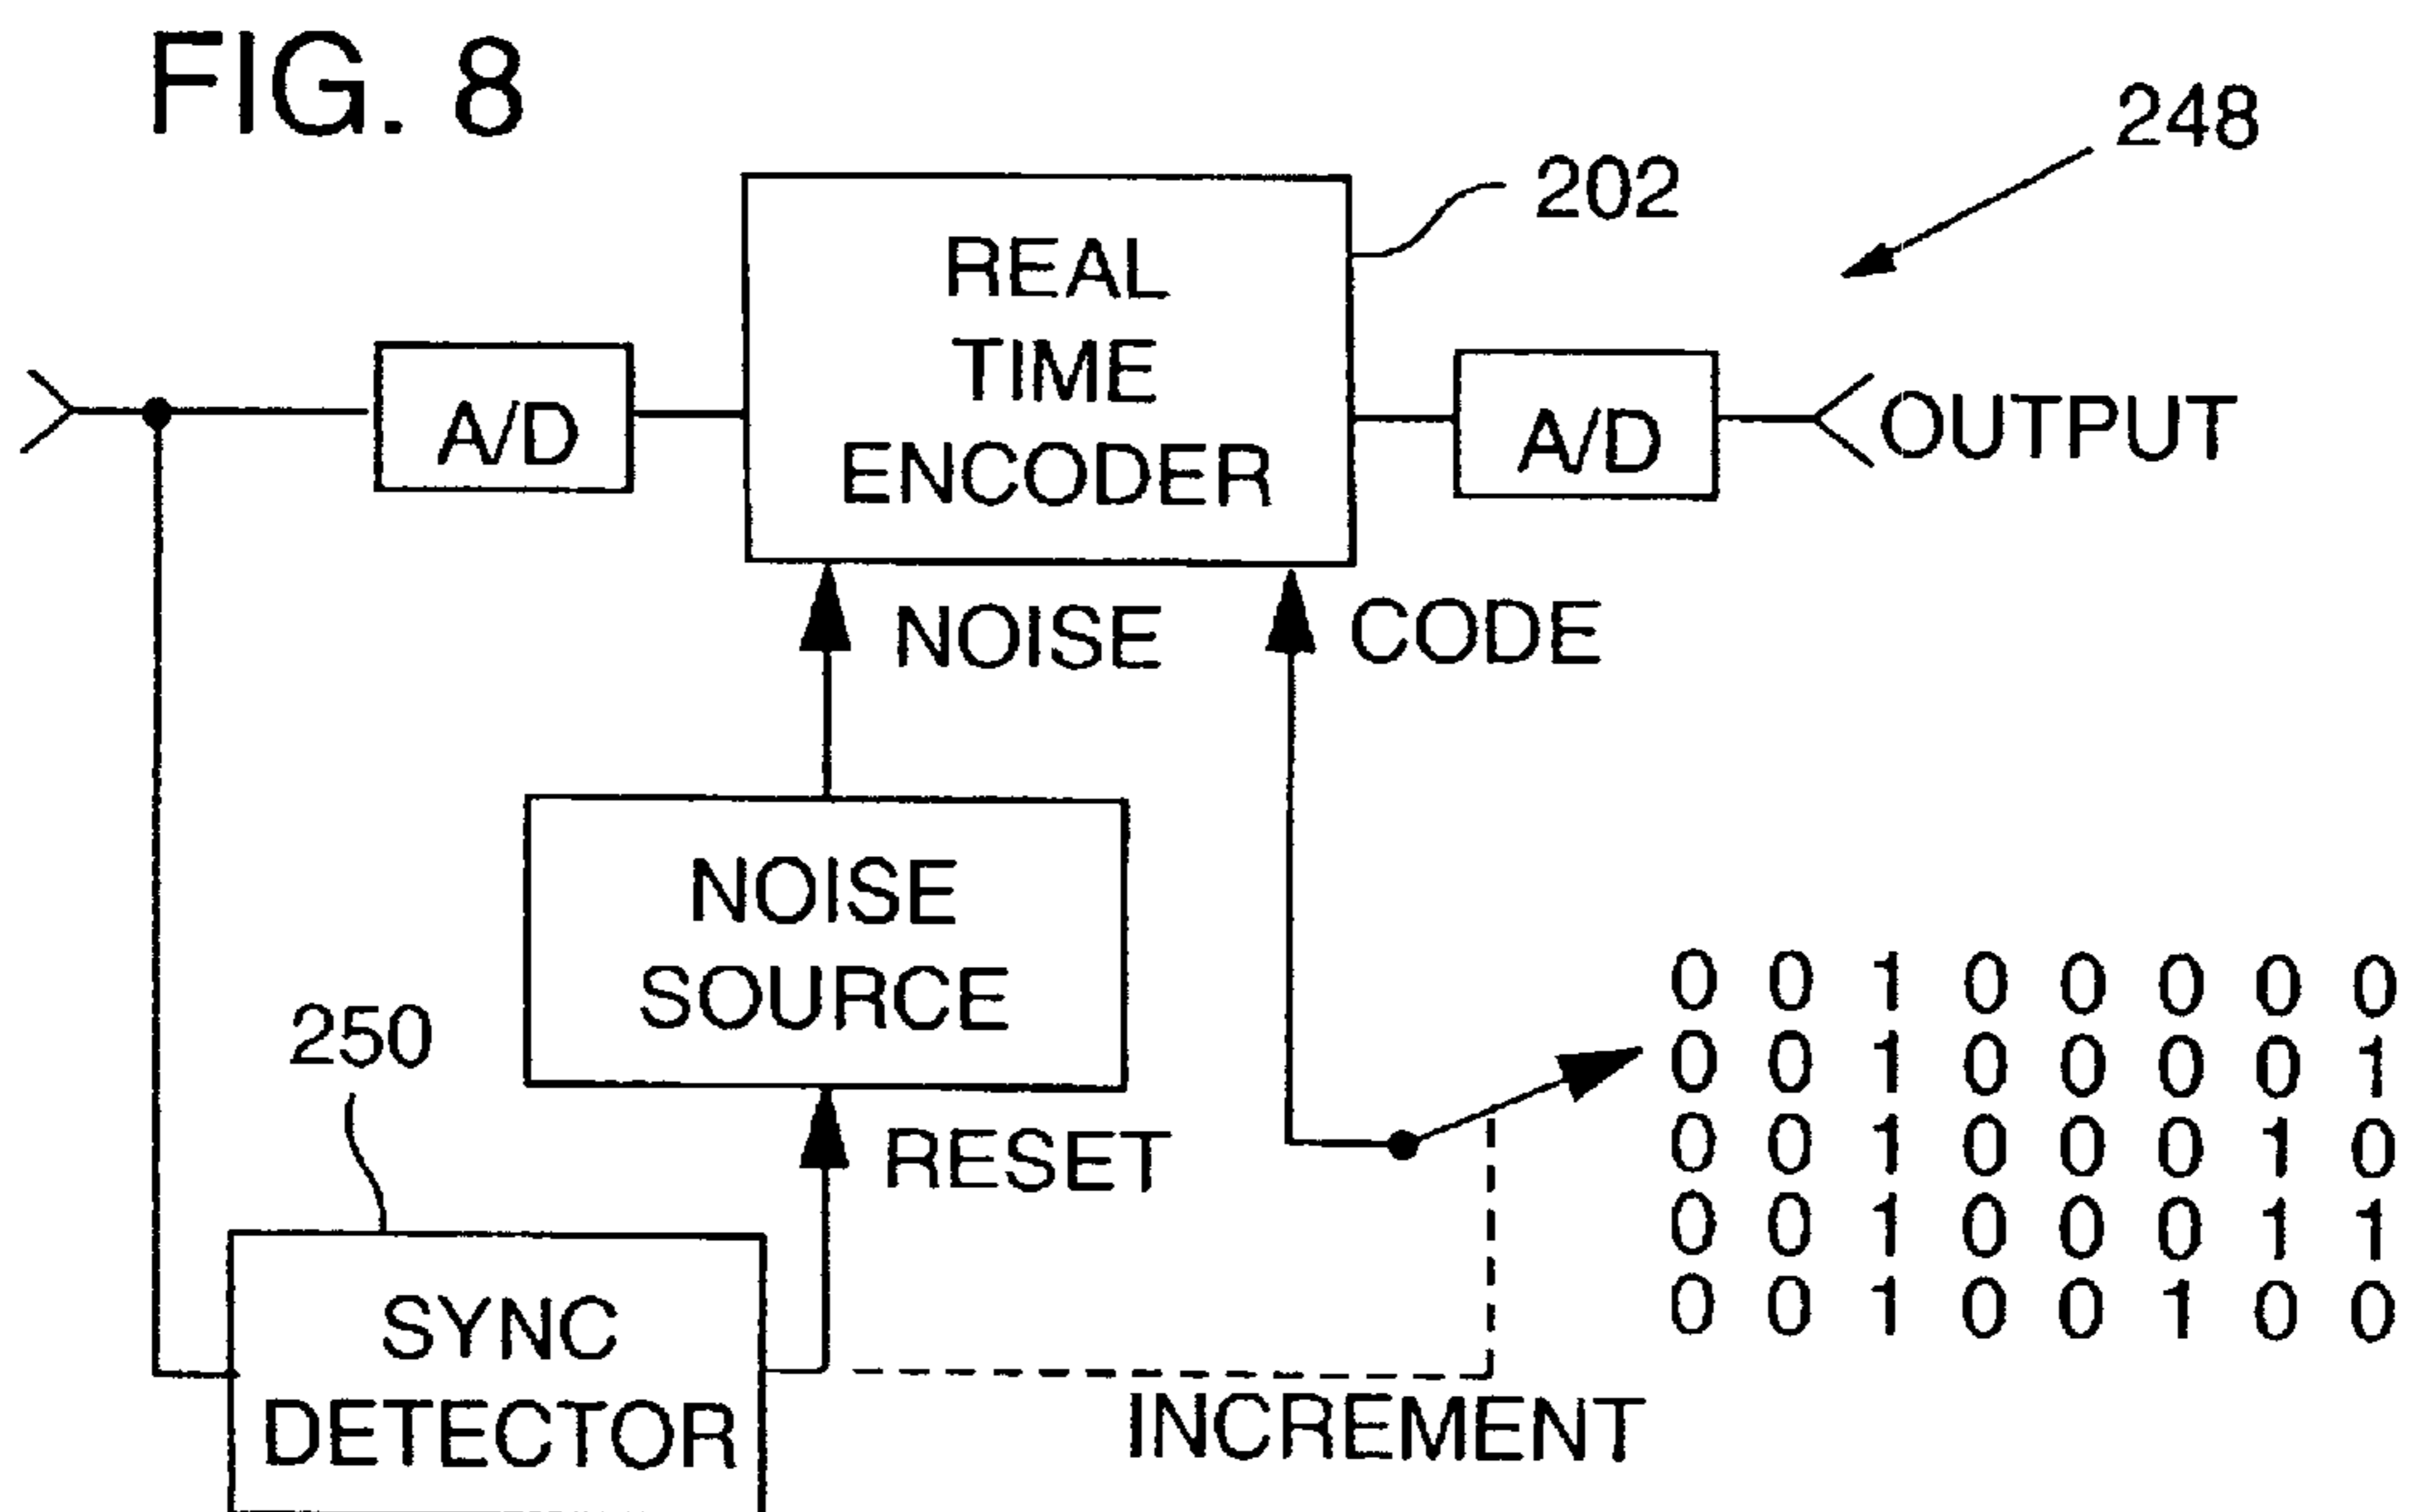 FIG. 8
248
202
REAL
TIME
ENCODER
A/D
A/D
OUTPUT
NOISE
CODE
NOISE
SOURCE
250
RESET
0 0 1 0 0 0 0 0
0 0 1 0 0 0 0 1
0 0 1 0 0 0 1 0
0 0 1 0 0 0 1 1
0 0 1 0 0 1 0 0
SYNC
DETECTOR
INCREMENT